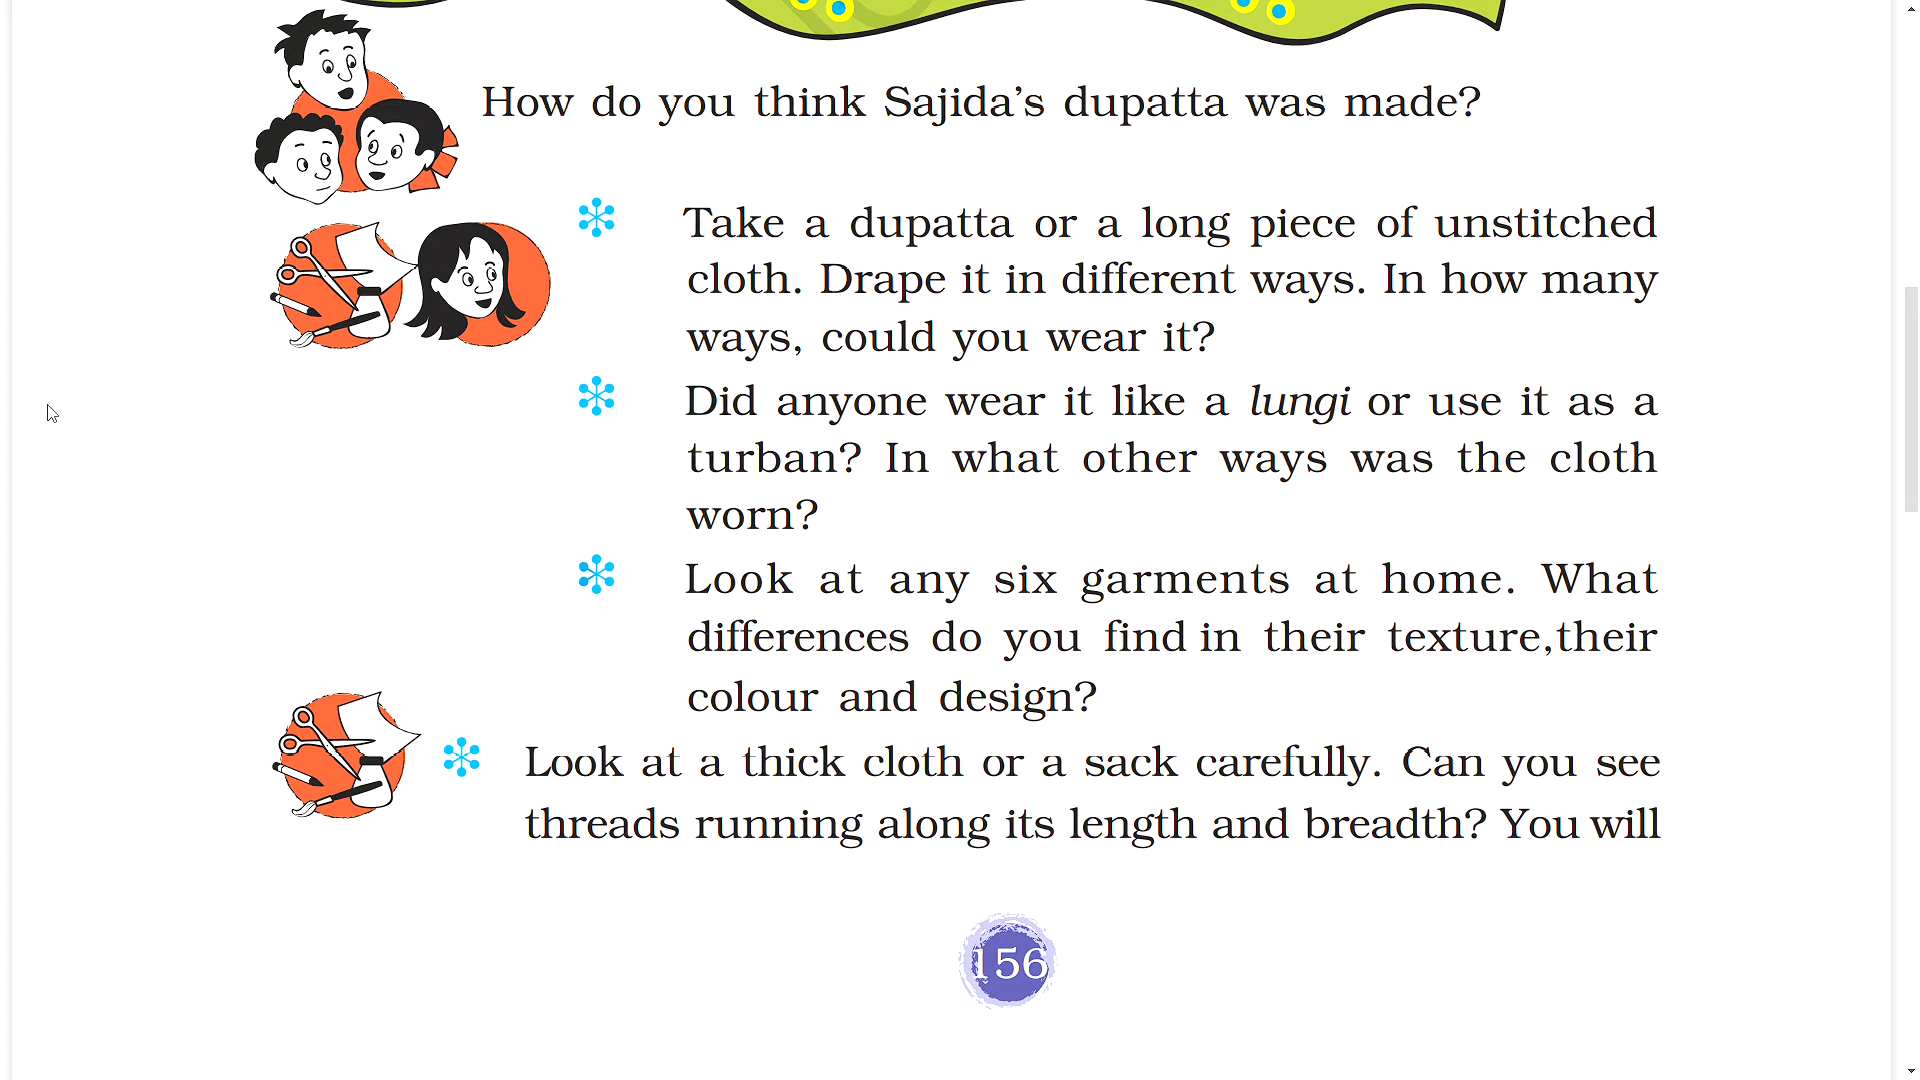 How do you think Sajida’s dupatta was made?
Take a dupatta or a long piece of unstitched
cloth. Drape it in different ways. In how many
ways, could you wear it?
Did anyone wear it like a lungi or use it as a
turban? In what other ways was the cloth
worn?
Look at any six garments at home. What
differences do you find in their texture,their
colour and design?
Look at a thick cloth or a sack carefully. Can you see
threads running along its length and breadth? You will
156